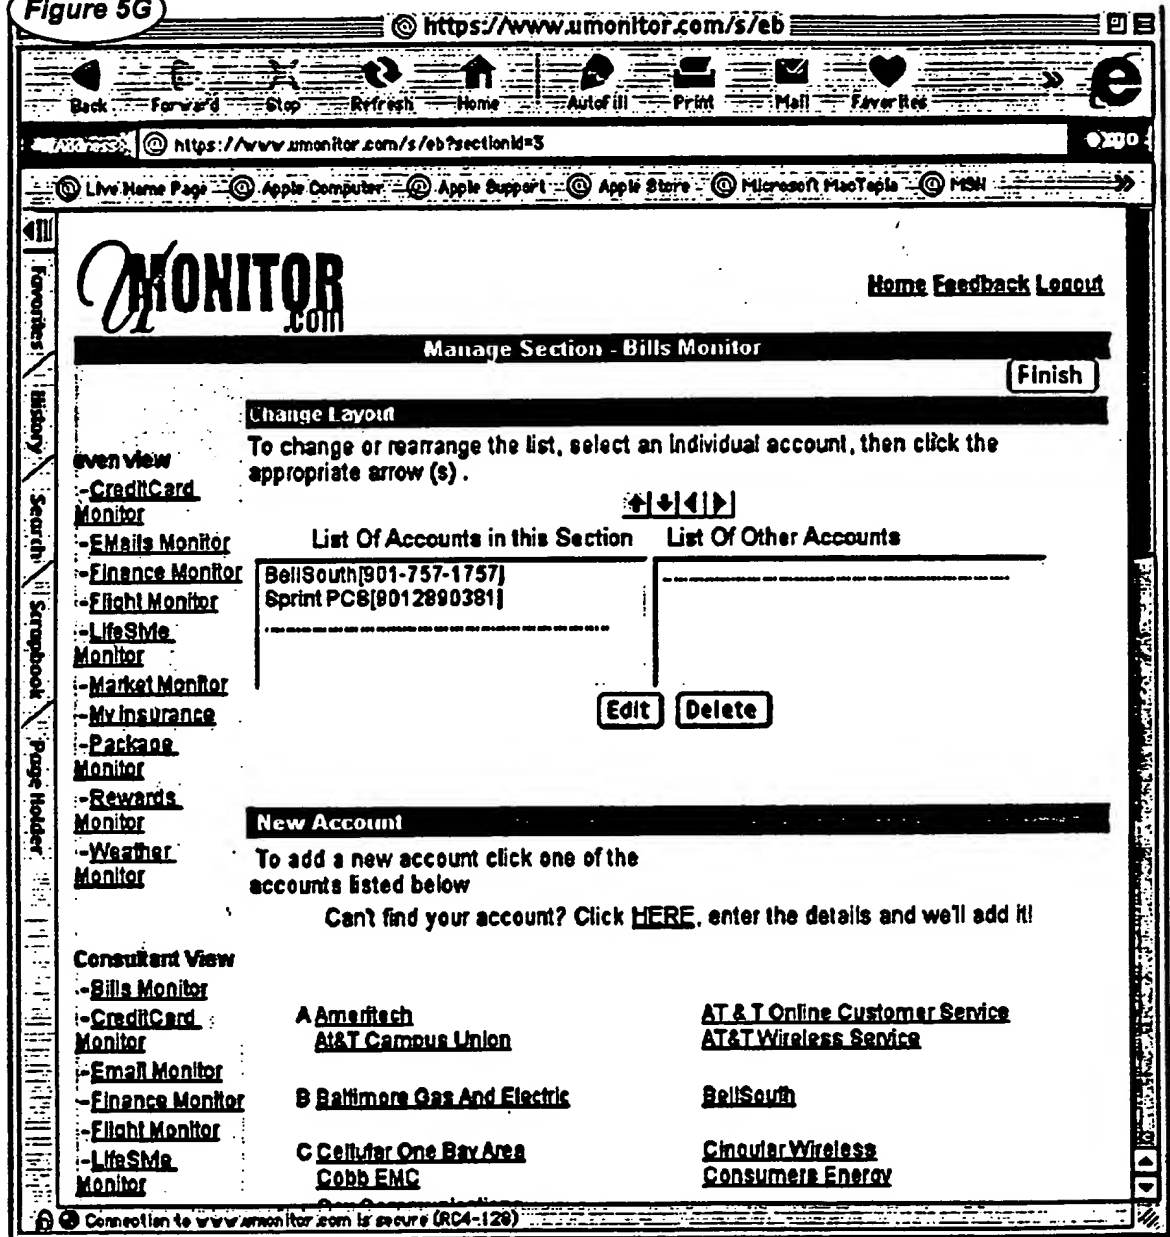 Figure 5G
https://www.umonitor.com/s/eb
Back Forward Stop Refresh Home AutoFill Print Mail Favorites
Address https://www.umonitor.com/s/eb?sectionId=3 go
Live Home Page Apple Computer Apple Support Apple Store Microsoft MacTopia MSN
Favorites
History
Search
Scrapbook
Page Holder
UMONITOR
.com
Home Feedback Logout
Manage Section - Bills Monitor
Finish
Change Layout
To change or rearrange the list, select an individual account, then click the
appropriate arrow (s) .
List Of Accounts in this Section List Of Other Accounts
BellSouth[901-757-1757]
Sprint PCS[9012890381]
Edit Delete
even view
-CreditCard
Monitor
-EMails Monitor
-Finance Monitor
-Flight Monitor
-LifeStyle
Monitor
-Market Monitor
-My insurance
-Package
Monitor
-Rewards
Monitor
-Weather
Monitor
New Account
To add a new account click one of the
accounts listed below
Can't find your account? Click HERE, enter the details and we'll add it!
Consultant View
-Bills Monitor
-CreditCard
Monitor
-Email Monitor
-Finance Monitor
-Flight Monitor
-LifeStyle
Monitor
A Ameritech AT & T Online Customer Service
At&T Campus Union AT&T Wireless Service
B Baltimore Gas And Electric BellSouth
C Cellular One Bay Area Cingular Wireless
Cobb EMC Consumers Energy
Connection to www.umonitor.com is secure (RC4-128)